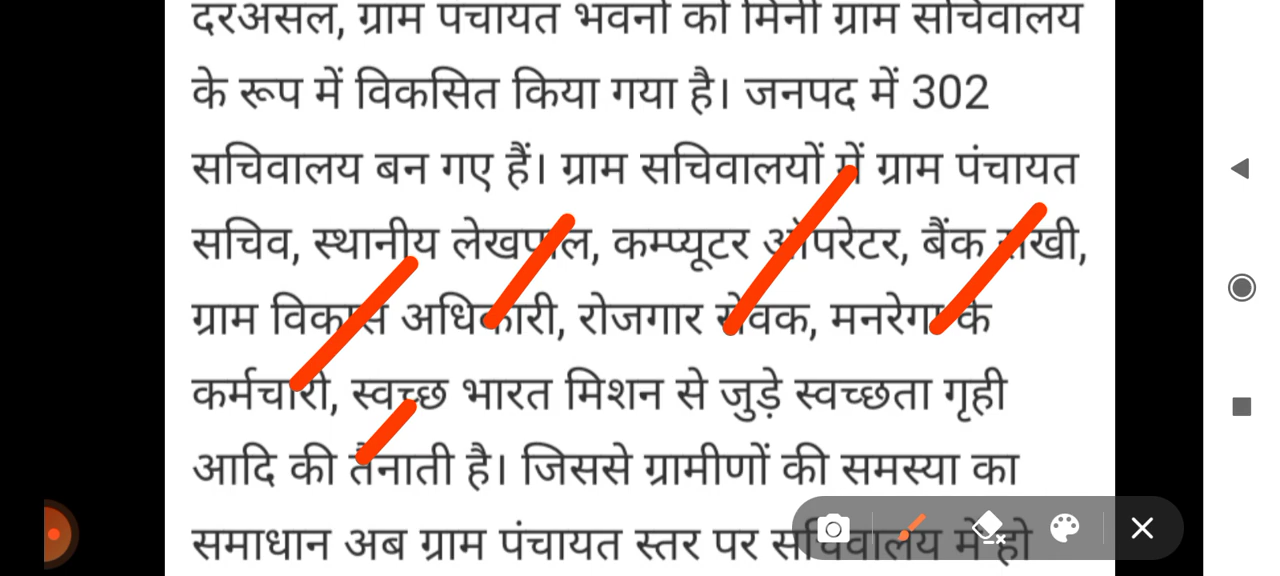 दरअसल, ग्राम पंचायत भवनों को मिनी ग्राम सचिवालय
के रूप में विकसित किया गया है। जनपद में 302
सचिवालय बन गए हैं। ग्राम सचिवालयों में ग्राम पंचायत
सचिव, स्थानीय लेखपाल, कम्प्यूटर ऑपरेटर, बैंक सखी,
ग्राम विकास अधिकारी, रोजगार सेवक, मनरेगा के
कर्मचारी, स्वच्छ भारत मिशन से जुड़े स्वच्छता गृही
आदि की तैनाती है। जिससे ग्रामीणों की समस्या का
समाधान अब ग्राम पंचायत स्तर पर सचिवालय में हो